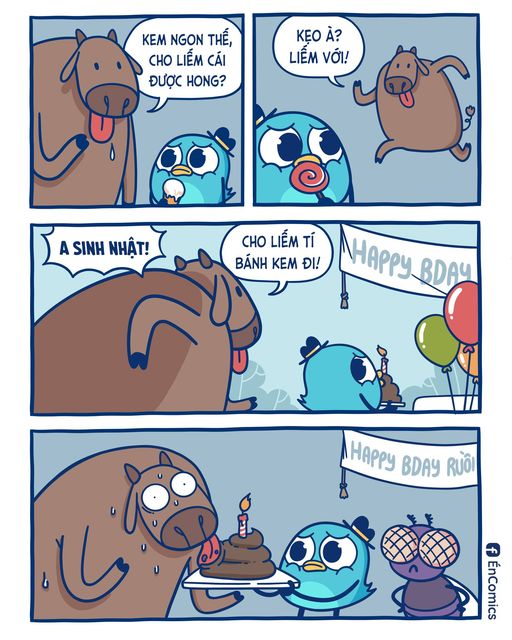 KEM NGON THẾ,
CHO LIẾM CÁI
ĐƯỢC HONG?
KẸO À?
LIẾM VỚI!
A SINH NHẬT!
CHO LIẾM TÍ
BÁNH KEM ĐI!
HAPPY BDAY
HAPPY BDAY RUỒI
ÉnComics